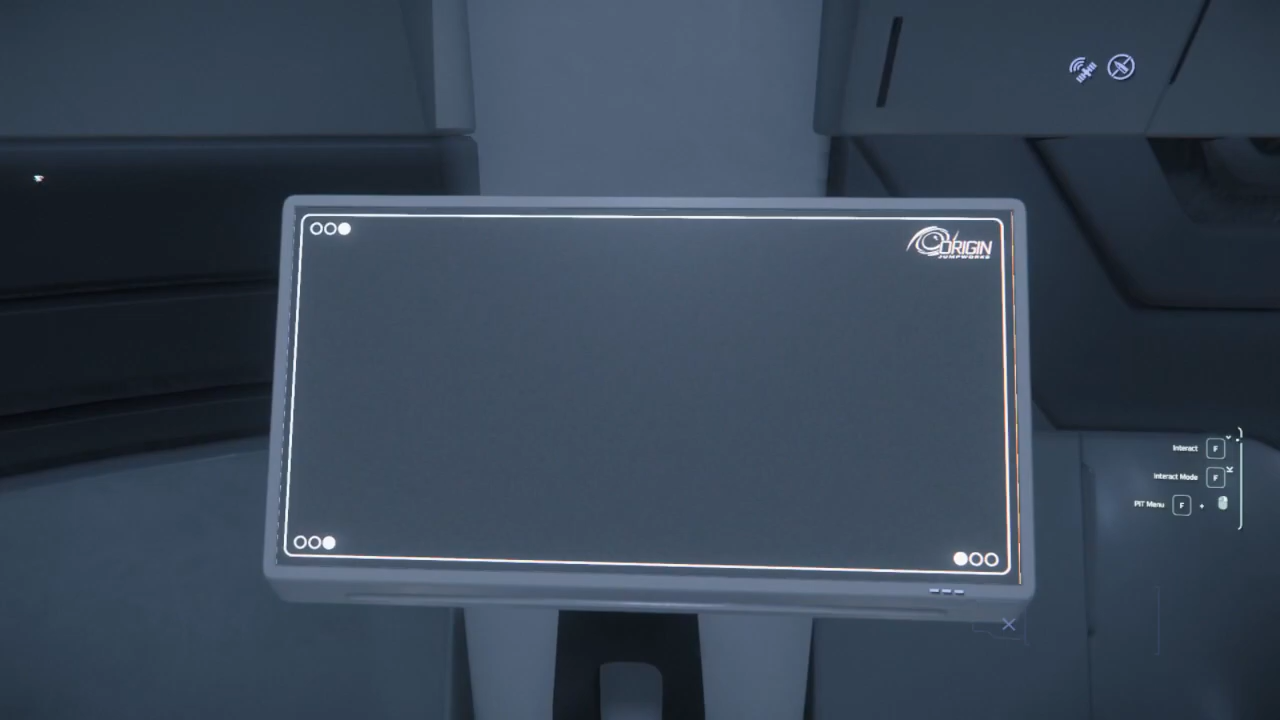 ORIGIN
JUMPWORKS
Interact F
Interact Mode F
PIT Menu F +